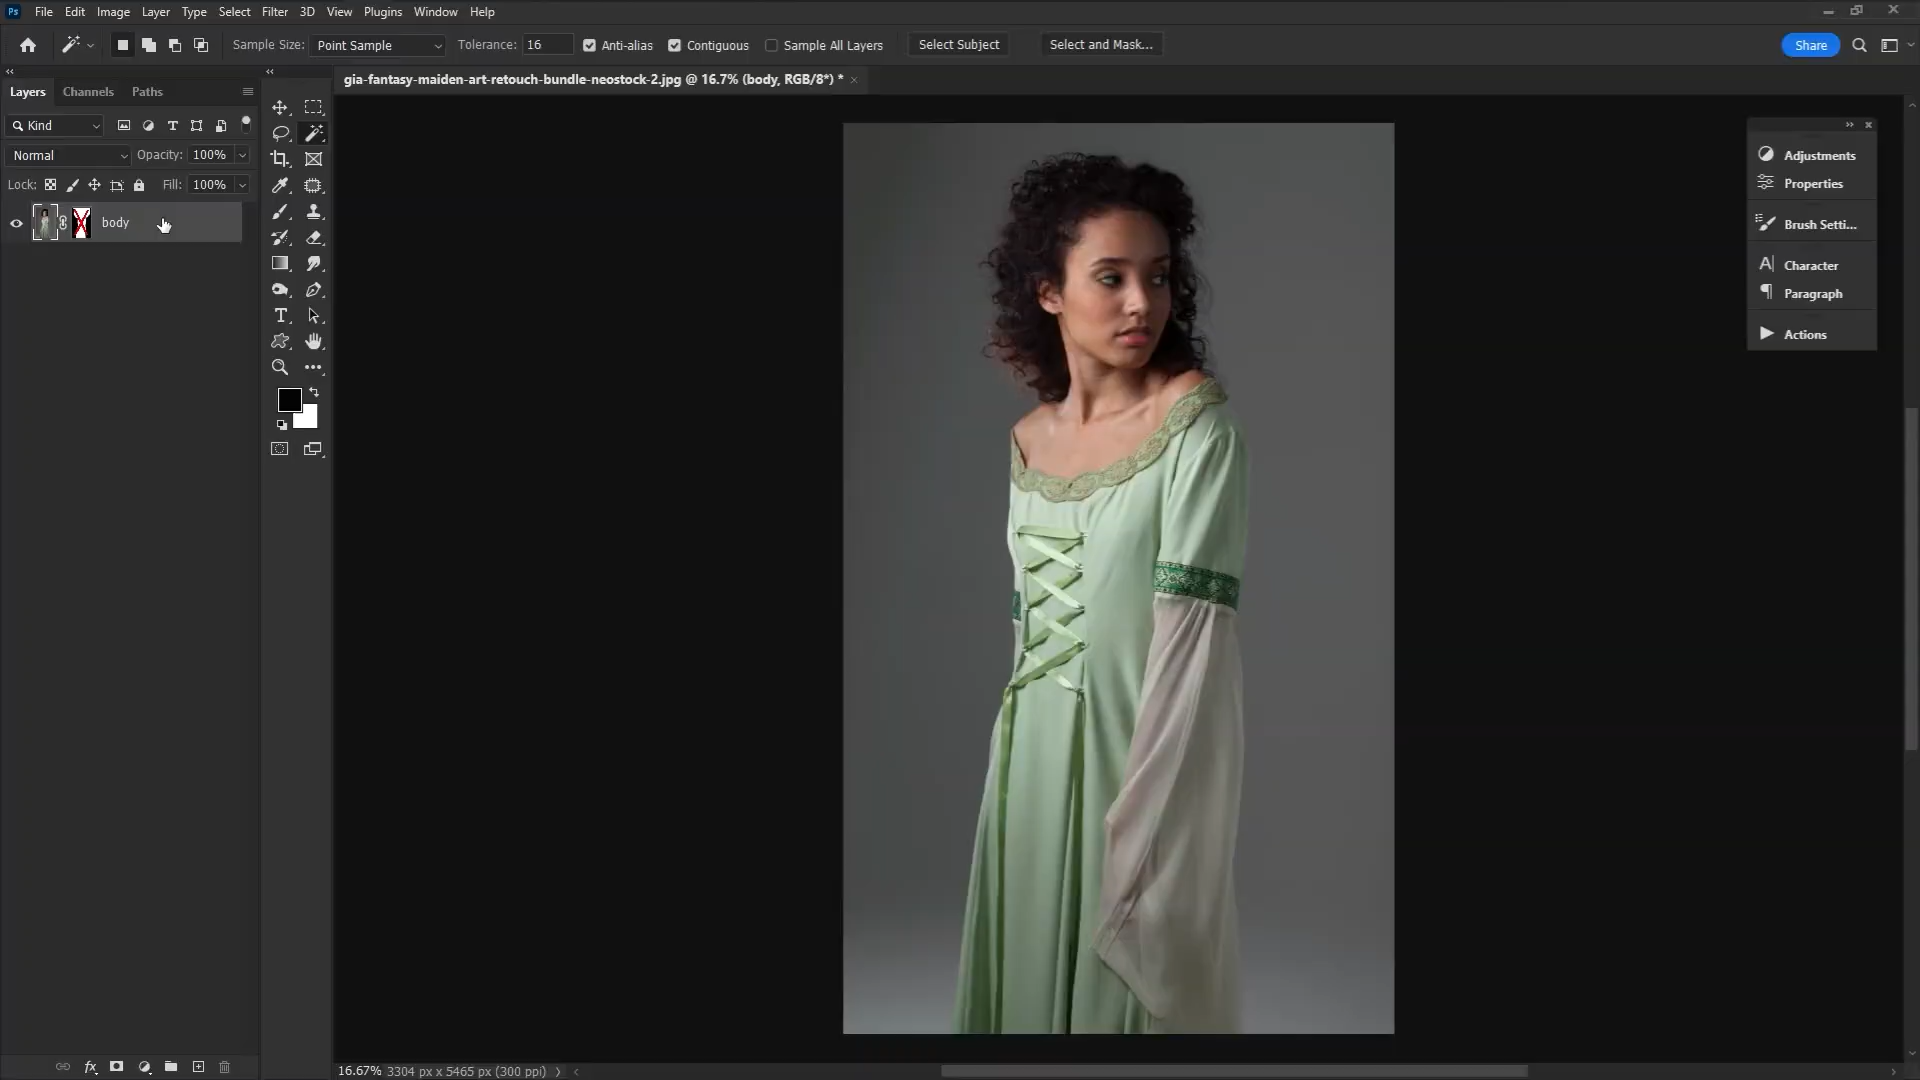 Ps File Edit Image Layer Type Select Filter 3D View Plugins Window Help
Sample Size: Point Sample Tolerance: 16 Anti-alias Contiguous Sample All Layers Select Subject Select and Mask... Share
Layers Channels Paths
gia-fantasy-maiden-art-retouch-bundle-neostock-2.jpg @ 16.7% (body, RGB/8*) *
Kind
Normal Opacity: 100%
Lock: Fill: 100%
body
Adjustments
Properties
Brush Setti...
Character
Paragraph
Actions
16.67% 3304 px x 5465 px (300 ppi)